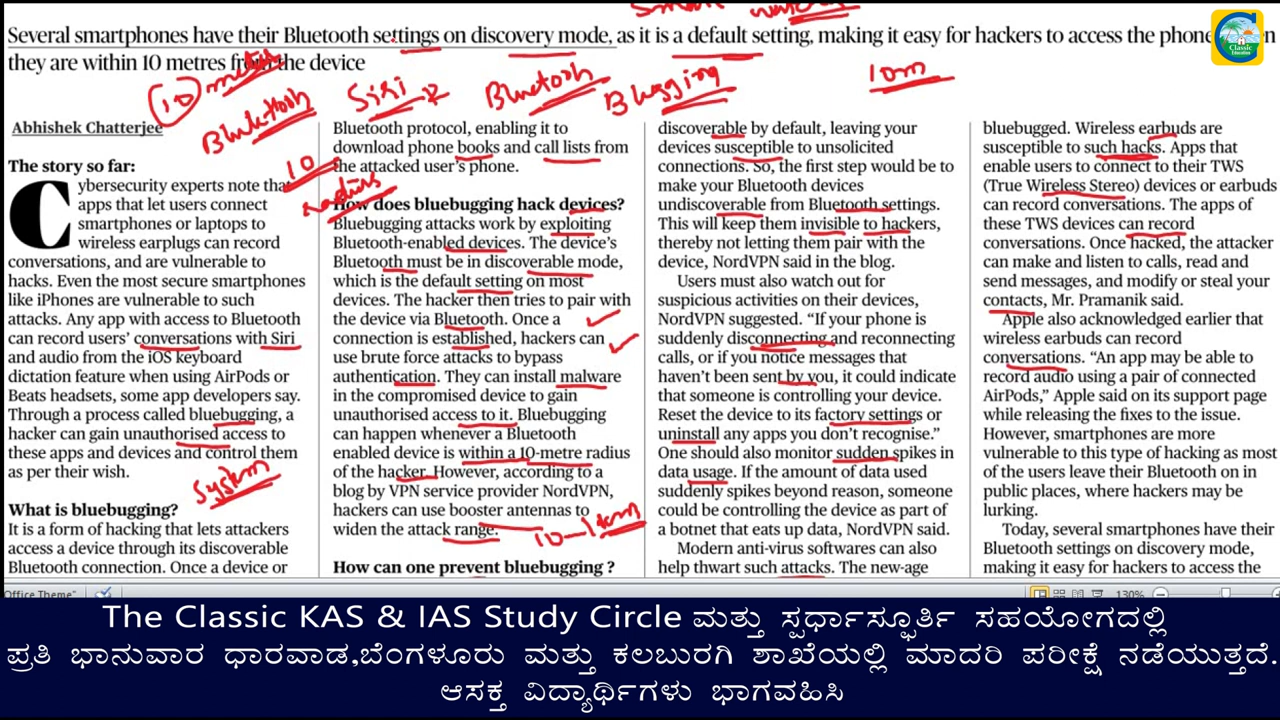 Smart watches
Several smartphones have their Bluetooth settings on discovery mode, as it is a default setting, making it easy for hackers to access the phone
they are within 10 metres from the device
Classic
Education
10 meter
Bluetooth
Siri
Bluetooth
Bugging
10m
10
radius
Abhishek Chatterjee
The story so far:
Cybersecurity experts note that
apps that let users connect
smartphones or laptops to
wireless earplugs can record
conversations, and are vulnerable to
hacks. Even the most secure smartphones
like iPhones are vulnerable to such
attacks. Any app with access to Bluetooth
can record users' conversations with Siri
and audio from the iOS keyboard
dictation feature when using AirPods or
Beats headsets, some app developers say.
Through a process called bluebugging, a
hacker can gain unauthorised access to
these apps and devices and control them
as per their wish.
System
What is bluebugging?
It is a form of hacking that lets attackers
access a device through its discoverable
Bluetooth connection. Once a device or
Bluetooth protocol, enabling it to
download phone books and call lists from
the attacked user's phone.
How does bluebugging hack devices?
Bluebugging attacks work by exploiting
Bluetooth-enabled devices. The device's
Bluetooth must be in discoverable mode,
which is the default setting on most
devices. The hacker then tries to pair with
the device via Bluetooth. Once a
connection is established, hackers can
use brute force attacks to bypass
authentication. They can install malware
in the compromised device to gain
unauthorised access to it. Bluebugging
can happen whenever a Bluetooth
enabled device is within a 10-metre radius
of the hacker. However, according to a
blog by VPN service provider NordVPN,
hackers can use booster antennas to
widen the attack range.
10-1km
How can one prevent bluebugging ?
discoverable by default, leaving your
devices susceptible to unsolicited
connections. So, the first step would be to
make your Bluetooth devices
undiscoverable from Bluetooth settings.
This will keep them invisible to hackers,
thereby not letting them pair with the
device, NordVPN said in the blog.
Users must also watch out for
suspicious activities on their devices,
NordVPN suggested. “If your phone is
suddenly disconnecting and reconnecting
calls, or if you notice messages that
haven't been sent by you, it could indicate
that someone is controlling your device.
Reset the device to its factory settings or
uninstall any apps you don't recognise.”
One should also monitor sudden spikes in
data usage. If the amount of data used
suddenly spikes beyond reason, someone
could be controlling the device as part of
a botnet that eats up data, NordVPN said.
Modern anti-virus softwares can also
help thwart such attacks. The new-age
bluebugged. Wireless earbuds are
susceptible to such hacks. Apps that
enable users to connect to their TWS
(True Wireless Stereo) devices or earbuds
can record conversations. The apps of
these TWS devices can record
conversations. Once hacked, the attacker
can make and listen to calls, read and
send messages, and modify or steal your
contacts, Mr. Pramanik said.
Apple also acknowledged earlier that
wireless earbuds can record
conversations. “An app may be able to
record audio using a pair of connected
AirPods,” Apple said on its support page
while releasing the fixes to the issue.
However, smartphones are more
vulnerable to this type of hacking as most
of the users leave their Bluetooth on in
public places, where hackers may be
lurking.
Today, several smartphones have their
Bluetooth settings on discovery mode,
making it easy for hackers to access the
Office Theme"
130%
The Classic KAS & IAS Study Circle ಮತ್ತು ಸ್ಪರ್ಧಾಸ್ಫೂರ್ತಿ ಸಹಯೋಗದಲ್ಲಿ
ಪ್ರತಿ ಭಾನುವಾರ ಧಾರವಾಡ,ಬೆಂಗಳೂರು ಮತ್ತು ಕಲಬುರಗಿ ಶಾಖೆಯಲ್ಲಿ ಮಾದರಿ ಪರೀಕ್ಷೆ ನಡೆಯುತ್ತದೆ.
ಆಸಕ್ತ ವಿದ್ಯಾರ್ಥಿಗಳು ಭಾಗವಹಿಸಿ